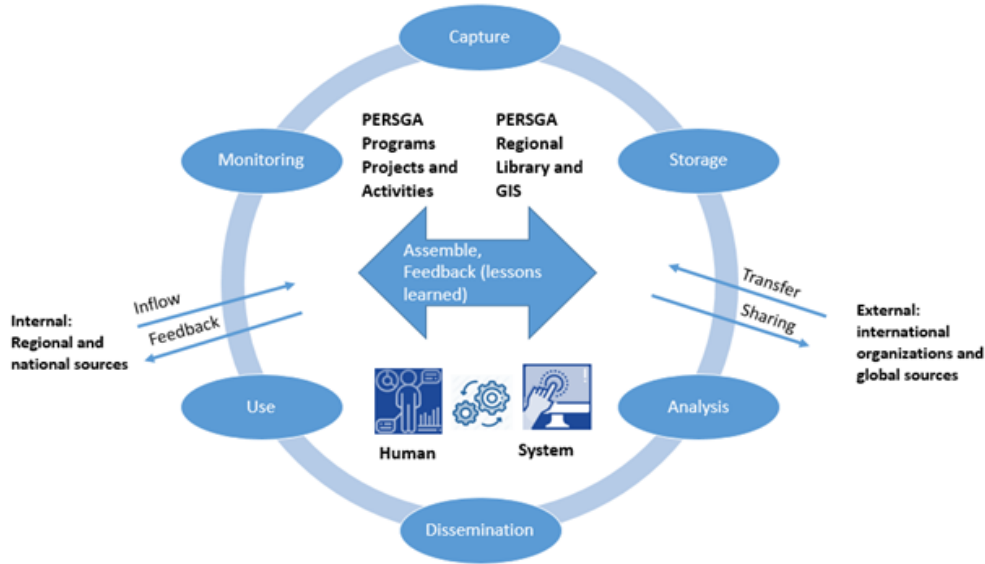 Capture
PERSGA
Programs
Projects and
Activities
PERSGA
Regional
Library and
GIS
Monitoring
Storage
Assemble,
Feedback (lessons
learned)
Inflow
Feedback
Transfer
Sharing
Internal:
Regional and
national sources
External:
international
organizations and
global sources
Use
Analysis
Human
System
Dissemination